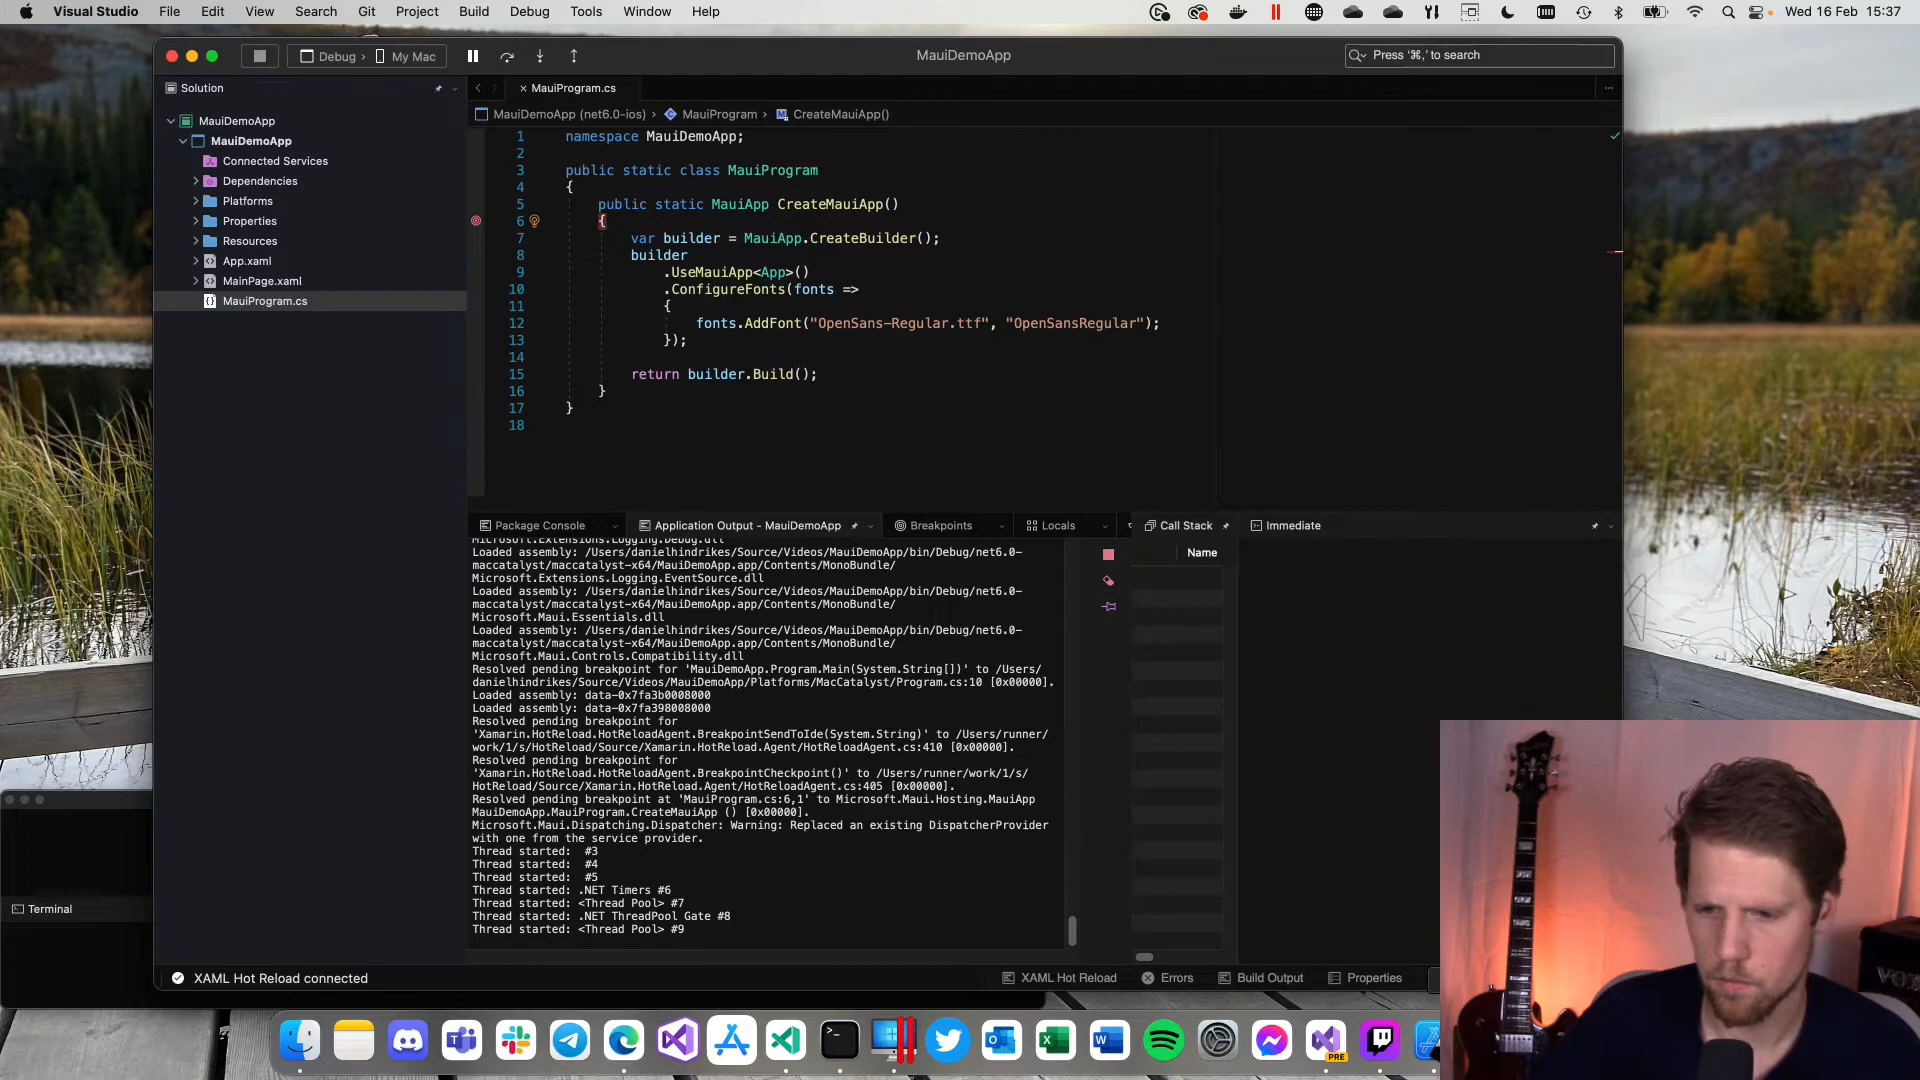 Visual Studio File Edit View Search Git Project Build Debug Tools Window Help
Wed 16 Feb 15:37
Debug › My Mac
MauiDemoApp
Press ‘⌘,’ to search
Solution
MauiDemoApp
MauiDemoApp
Connected Services
Dependencies
Platforms
Properties
Resources
App.xaml
MainPage.xaml
MauiProgram.cs
MauiProgram.cs
MauiDemoApp (net6.0-ios) › MauiProgram › CreateMauiApp()
1 namespace MauiDemoApp;
2
3 public static class MauiProgram
4 {
5 public static MauiApp CreateMauiApp()
6 {
7 var builder = MauiApp.CreateBuilder();
8 builder
9 .UseMauiApp<App>()
10 .ConfigureFonts(fonts =>
11 {
12 fonts.AddFont("OpenSans-Regular.ttf", "OpenSansRegular");
13 });
14
15 return builder.Build();
16 }
17 }
18
Package Console Application Output - MauiDemoApp Breakpoints Locals Call Stack Immediate
Name
Microsoft.Extensions.Logging.Debug.dll
Loaded assembly: /Users/danielhindrikes/Source/Videos/MauiDemoApp/bin/Debug/net6.0-
maccatalyst/maccatalyst-x64/MauiDemoApp.app/Contents/MonoBundle/
Microsoft.Extensions.Logging.EventSource.dll
Loaded assembly: /Users/danielhindrikes/Source/Videos/MauiDemoApp/bin/Debug/net6.0-
maccatalyst/maccatalyst-x64/MauiDemoApp.app/Contents/MonoBundle/
Microsoft.Maui.Essentials.dll
Loaded assembly: /Users/danielhindrikes/Source/Videos/MauiDemoApp/bin/Debug/net6.0-
maccatalyst/maccatalyst-x64/MauiDemoApp.app/Contents/MonoBundle/
Microsoft.Maui.Controls.Compatibility.dll
Resolved pending breakpoint for 'MauiDemoApp.Program.Main(System.String[])' to /Users/
danielhindrikes/Source/Videos/MauiDemoApp/Platforms/MacCatalyst/Program.cs:10 [0x00000].
Loaded assembly: data-0x7fa3b0008000
Loaded assembly: data-0x7fa398008000
Resolved pending breakpoint for
'Xamarin.HotReload.HotReloadAgent.BreakpointSendToIde(System.String)' to /Users/runner/
work/1/s/HotReload/Source/Xamarin.HotReload.Agent/HotReloadAgent.cs:410 [0x00000].
Resolved pending breakpoint for
'Xamarin.HotReload.HotReloadAgent.BreakpointCheckpoint()' to /Users/runner/work/1/s/
HotReload/Source/Xamarin.HotReload.Agent/HotReloadAgent.cs:405 [0x00000].
Resolved pending breakpoint at 'MauiProgram.cs:6,1' to Microsoft.Maui.Hosting.MauiApp
MauiDemoApp.MauiProgram.CreateMauiApp () [0x00000].
Microsoft.Maui.Dispatching.Dispatcher: Warning: Replaced an existing DispatcherProvider
with one from the service provider.
Thread started: #3
Thread started: #4
Thread started: #5
Thread started: .NET Timers #6
Thread started: <Thread Pool> #7
Thread started: .NET ThreadPool Gate #8
Thread started: <Thread Pool> #9
Terminal
XAML Hot Reload connected
XAML Hot Reload Errors Build Output Properties
PRE
VOX